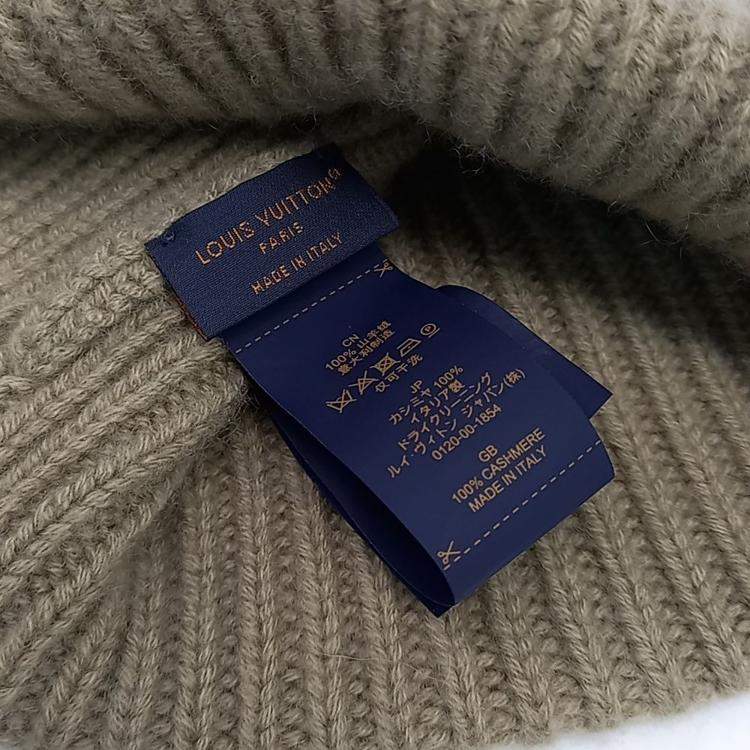 LOUIS VUITTON
PARIS
MADE IN ITALY
CN
100% 山羊绒
意大利制造
仅可干洗
JP
カシミヤ 100%
イタリア製
ドライクリーニング
ルイ・ヴィトン ジャパン(株)
0120-00-1854
GB
100% CASHMERE
MADE IN ITALY